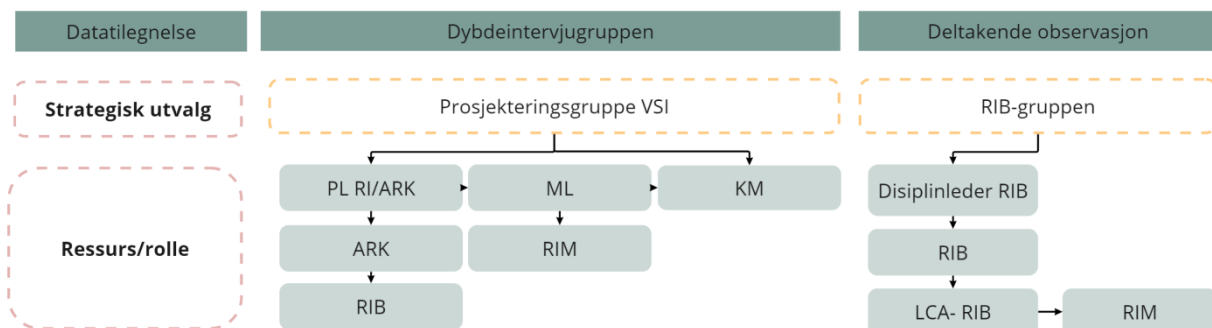 Datatilegnelse
Dybdeintervjugruppen
Deltakende observasjon
Strategisk utvalg
Prosjekteringsgruppe VSI
RIB-gruppen
Ressurs/rolle
PL RI/ARK
ML
KM
Disiplinleder RIB
ARK
RIM
RIB
RIB
LCA- RIB
RIM